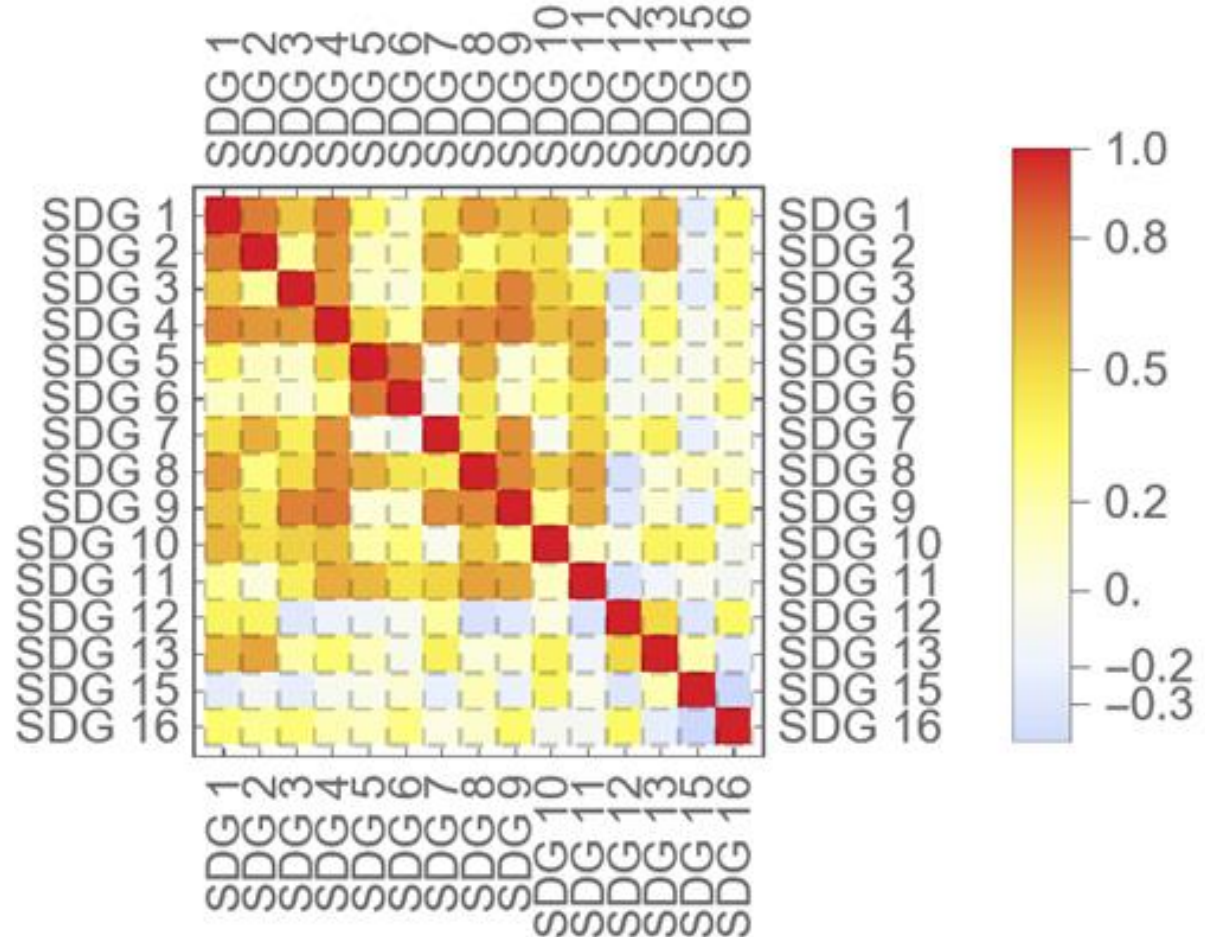 SDG 1
SDG 2
SDG 3
SDG 4
SDG 5
SDG 6
SDG 7
SDG 8
SDG 9
SDG 10
SDG 11
SDG 12
SDG 13
SDG 15
SDG 16
SDG 1 SDG 1
SDG 2 SDG 2
SDG 3 SDG 3
SDG 4 SDG 4
SDG 5 SDG 5
SDG 6 SDG 6
SDG 7 SDG 7
SDG 8 SDG 8
SDG 9 SDG 9
SDG 10 SDG 10
SDG 11 SDG 11
SDG 12 SDG 12
SDG 13 SDG 13
SDG 15 SDG 15
SDG 16 SDG 16
SDG 1
SDG 2
SDG 3
SDG 4
SDG 5
SDG 6
SDG 7
SDG 8
SDG 9
SDG 10
SDG 11
SDG 12
SDG 13
SDG 15
SDG 16
1.0
0.8
0.5
0.2
0.
−0.2
−0.3